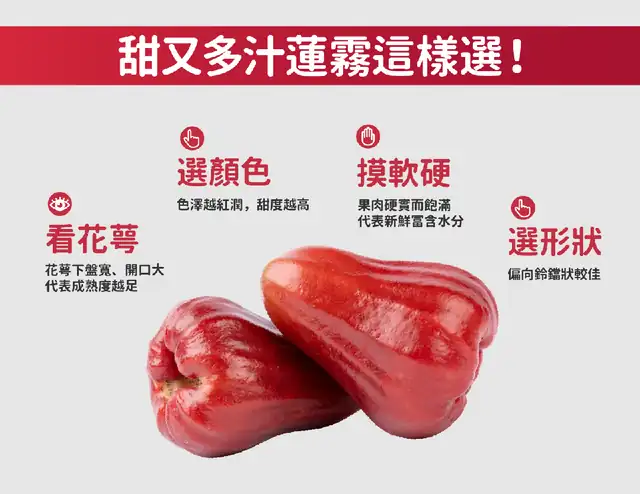 甜又多汁蓮霧這樣選！
看花萼
花萼下盤寬、開口大
代表成熟度越足
選顏色
色澤越紅潤，甜度越高
摸軟硬
果肉硬實而飽滿
代表新鮮富含水分
選形狀
偏向鈴鐺狀較佳